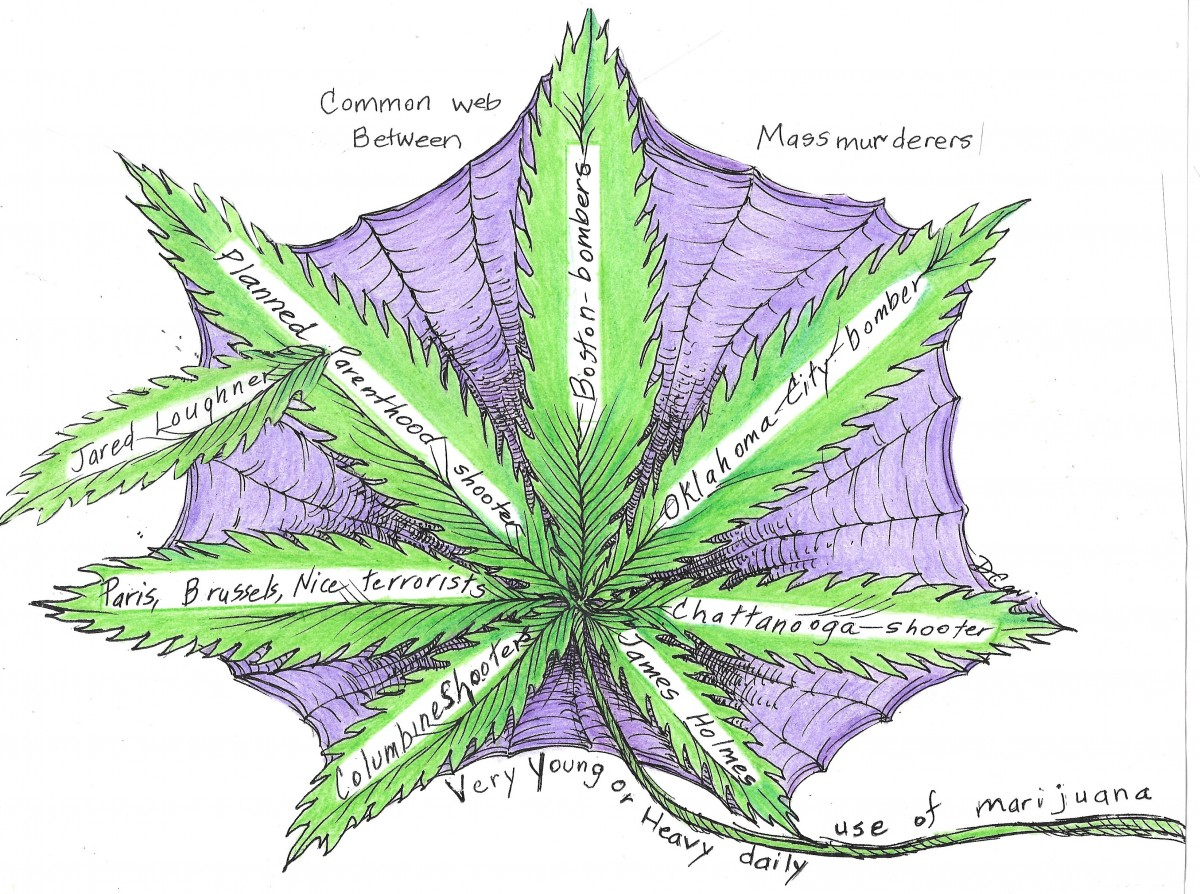 Common web
Between
Mass murderers
Boston-bombers
Planned
Parenthood
shooter
Oklahoma-City-bomber
Jared Loughner
Paris, Brussels, Nice terrorists
Chattanooga-shooter
Columbine Shooters
James Holmes
Very Young or Heavy daily
use of marijuana